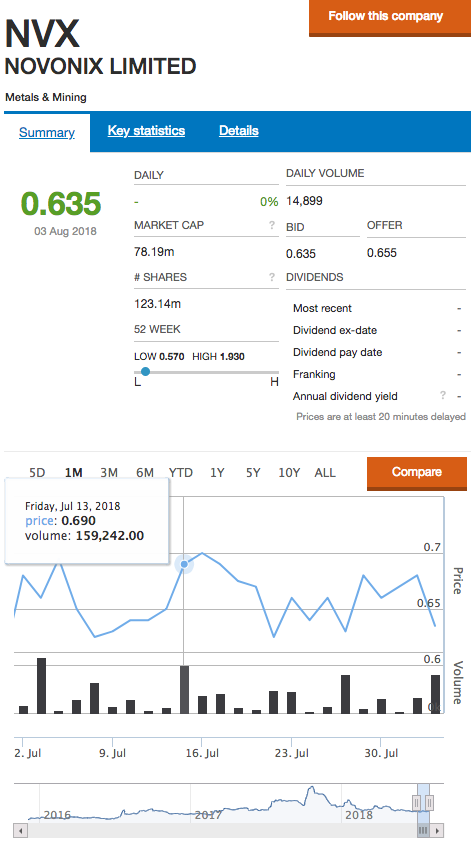 NVX
Follow this company
NOVONIX LIMITED
Metals & Mining
Summary
Key statistics
Details
0.635
03 Aug 2018
DAILY
- 0%
MARKET CAP ?
78.19m
# SHARES ?
123.14m
52 WEEK
LOW 0.570 HIGH 1.930
L H
DAILY VOLUME
14,899
BID OFFER
0.635 0.655
DIVIDENDS
Most recent -
Dividend ex-date -
Dividend pay date -
Franking -
Annual dividend yield ? -
Prices are at least 20 minutes delayed
5D 1M 3M 6M YTD 1Y 5Y 10Y ALL
Compare
Friday, Jul 13, 2018
price: 0.690
volume: 159,242.00
0.7
0.65
0.6
Price
Volume
0k
2. Jul 9. Jul 16. Jul 23. Jul 30. Jul
2016 2017 2018